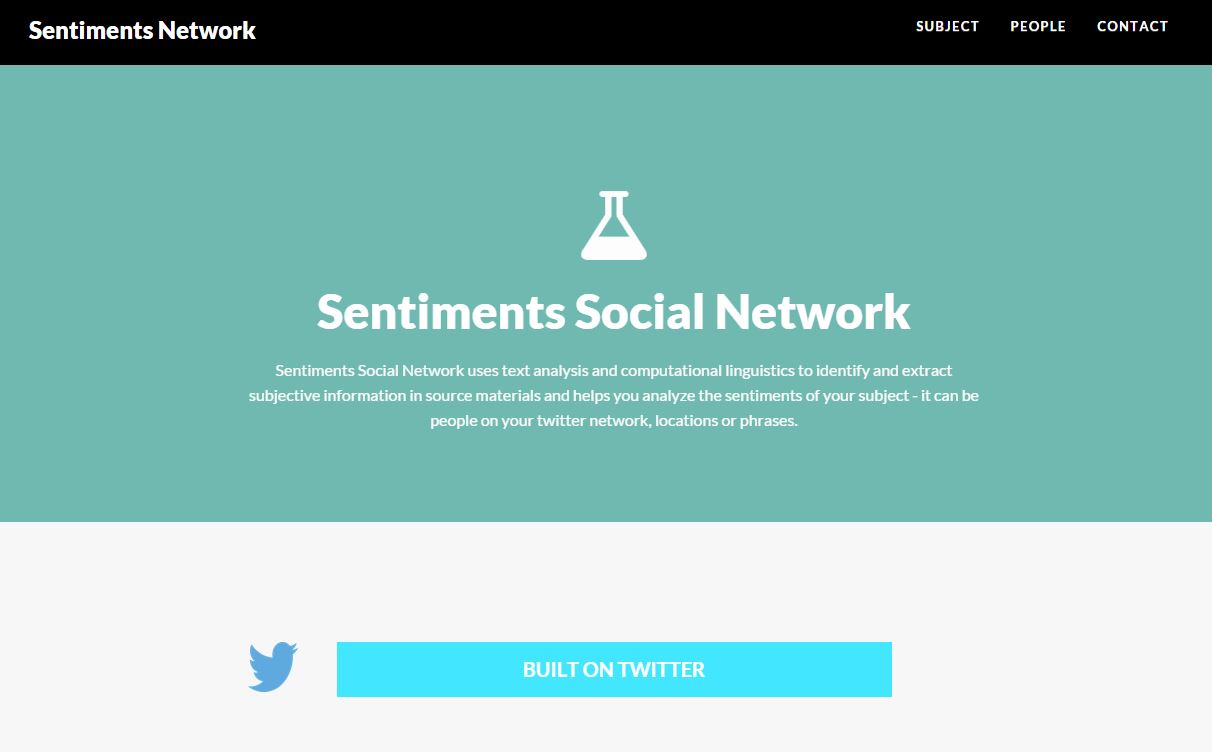 Sentiments Network
SUBJECT
PEOPLE
CONTACT
Sentiments Social Network
Sentiments Social Network uses text analysis and computational linguistics to identify and extract
subjective information in source materials and helps you analyze the sentiments of your subject - it can be
people on your twitter network, locations or phrases.
BUILT ON TWITTER